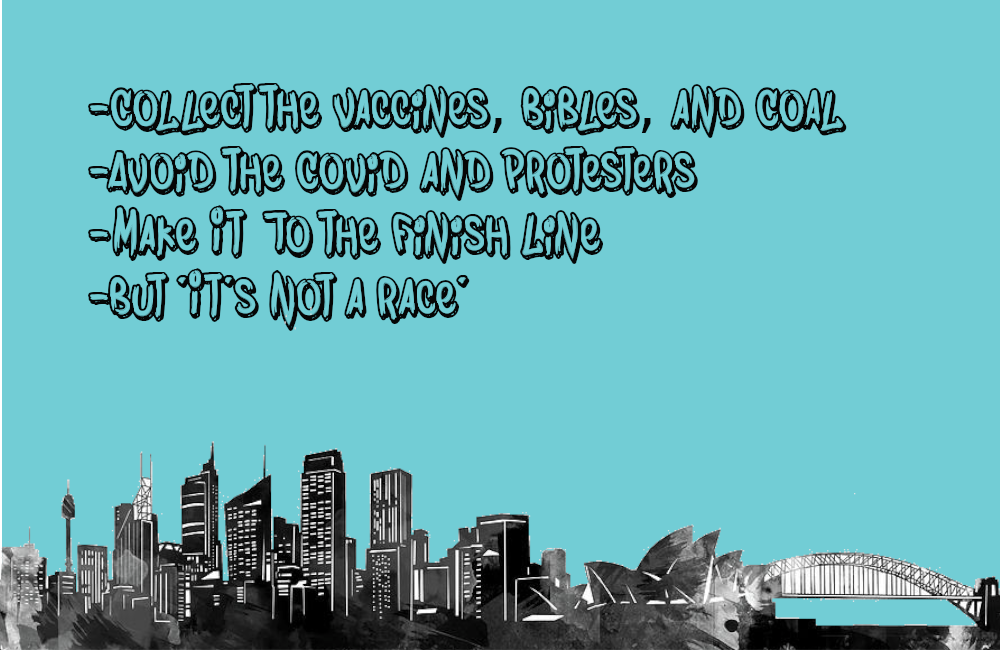 -Collect the vaccines, Bibles, and coal
-Avoid the Covid and protesters
-Make it to the finish line
-But "it's not a race"